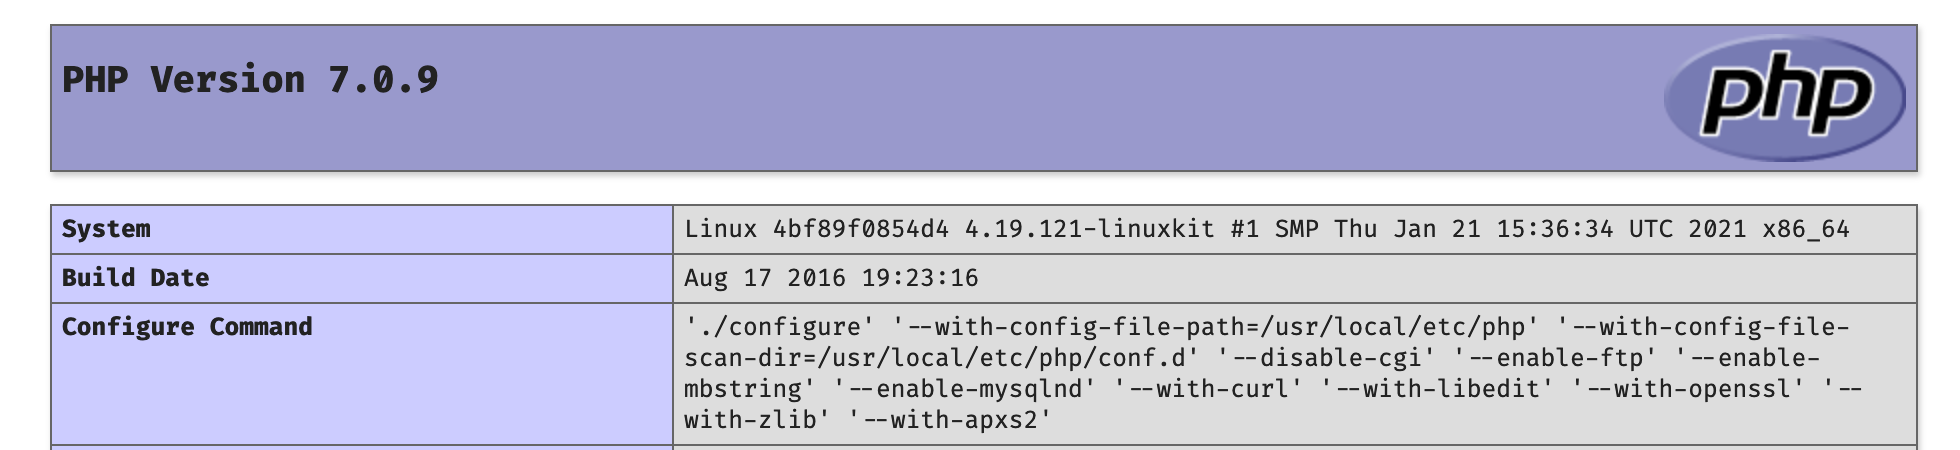 PHP Version 7.0.9
php
System
Linux 4bf89f0854d4 4.19.121-linuxkit #1 SMP Thu Jan 21 15:36:34 UTC 2021 x86_64
Build Date
Aug 17 2016 19:23:16
Configure Command
'./configure' '--with-config-file-path=/usr/local/etc/php' '--with-config-file-
scan-dir=/usr/local/etc/php/conf.d' '--disable-cgi' '--enable-ftp' '--enable-
mbstring' '--enable-mysqlnd' '--with-curl' '--with-libedit' '--with-openssl' '--
with-zlib' '--with-apxs2'